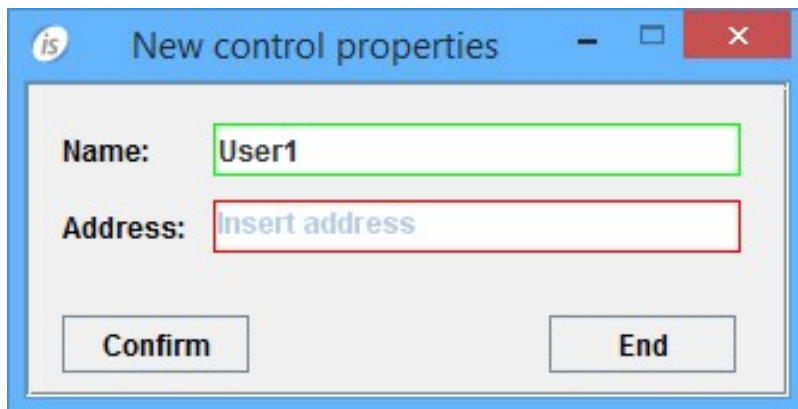 is New control properties
Name: User1
Address: Insert address
Confirm End